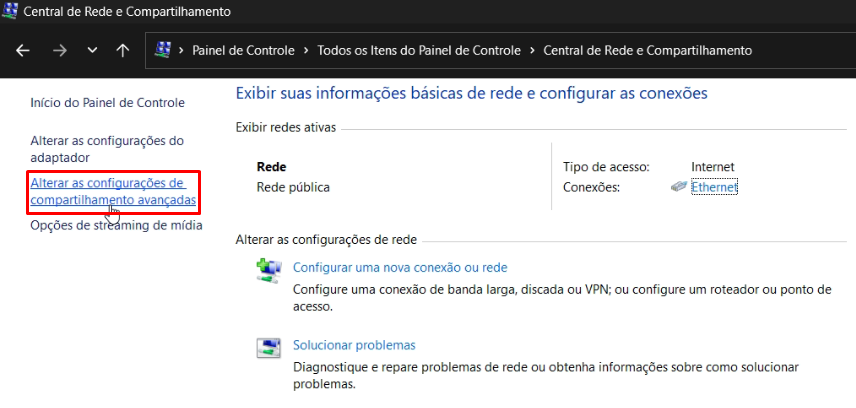 Central de Rede e Compartilhamento
Painel de Controle > Todos os Itens do Painel de Controle > Central de Rede e Compartilhamento
Início do Painel de Controle
Alterar as configurações do
adaptador
Alterar as configurações de
compartilhamento avançadas
Opções de streaming de mídia
Exibir suas informações básicas de rede e configurar as conexões
Exibir redes ativas
Rede
Rede pública
Tipo de acesso: Internet
Conexões: Ethernet
Alterar as configurações de rede
Configurar uma nova conexão ou rede
Configure uma conexão de banda larga, discada ou VPN; ou configure um roteador ou ponto de
acesso.
Solucionar problemas
Diagnostique e repare problemas de rede ou obtenha informações sobre como solucionar
problemas.